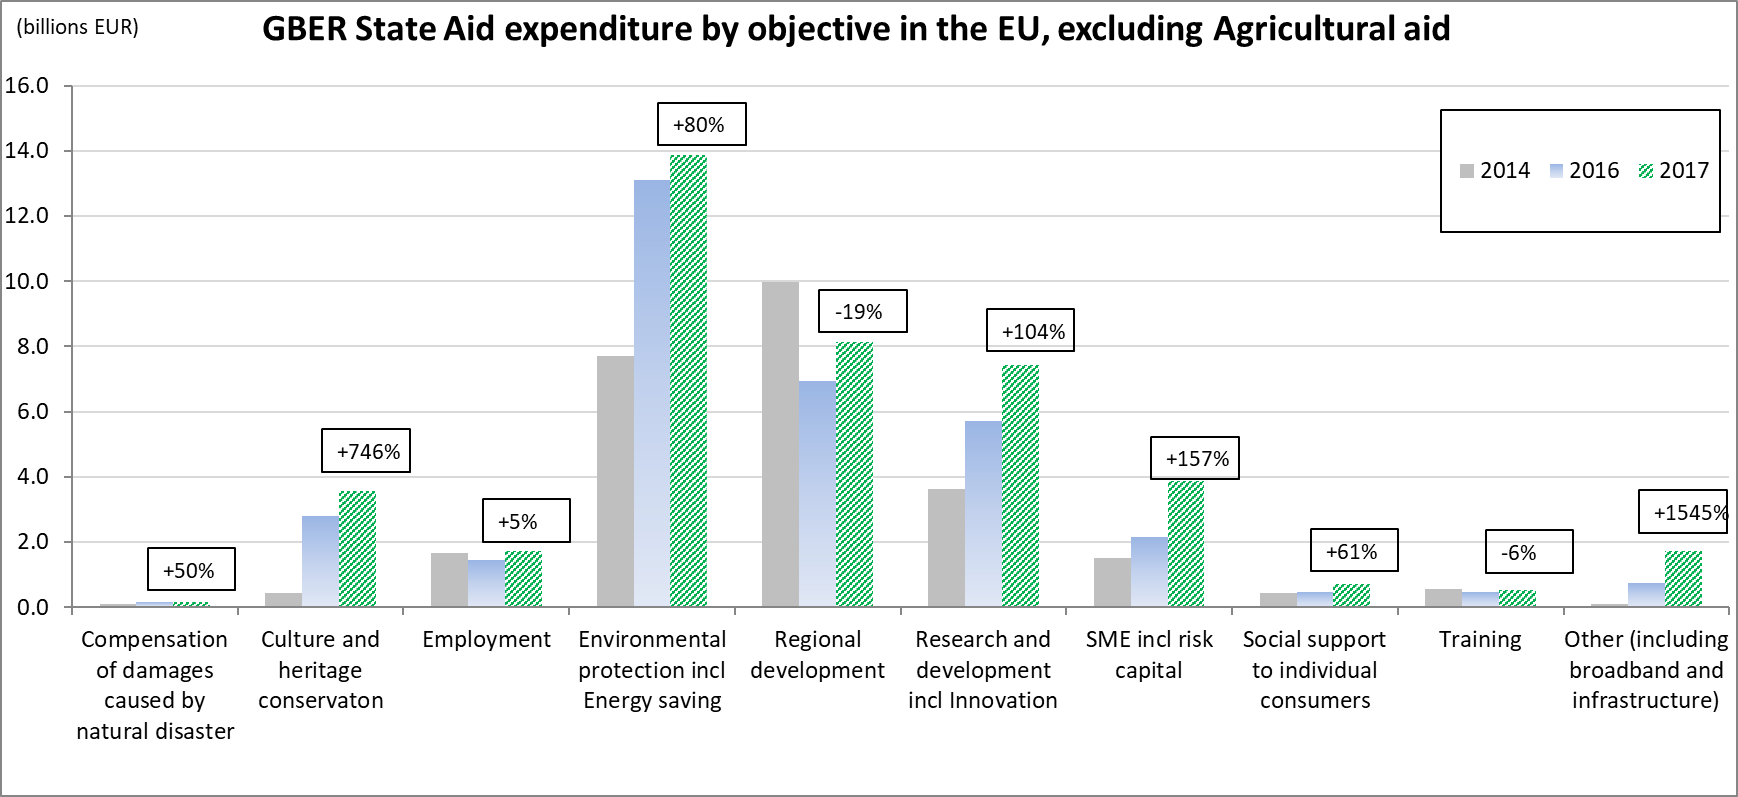 (billions EUR)
GBER State Aid expenditure by objective in the EU, excluding Agricultural aid
16.0
14.0
12.0
10.0
8.0
6.0
4.0
2.0
0.0
+50%
+746%
+5%
+80%
-19%
+104%
+157%
+61%
-6%
+1545%
2014 2016 2017
Compensation
of damages
caused by
natural disaster
Culture and
heritage
conservaton
Employment
Environmental
protection incl
Energy saving
Regional
development
Research and
development
incl Innovation
SME incl risk
capital
Social support
to individual
consumers
Training
Other (including
broadband and
infrastructure)